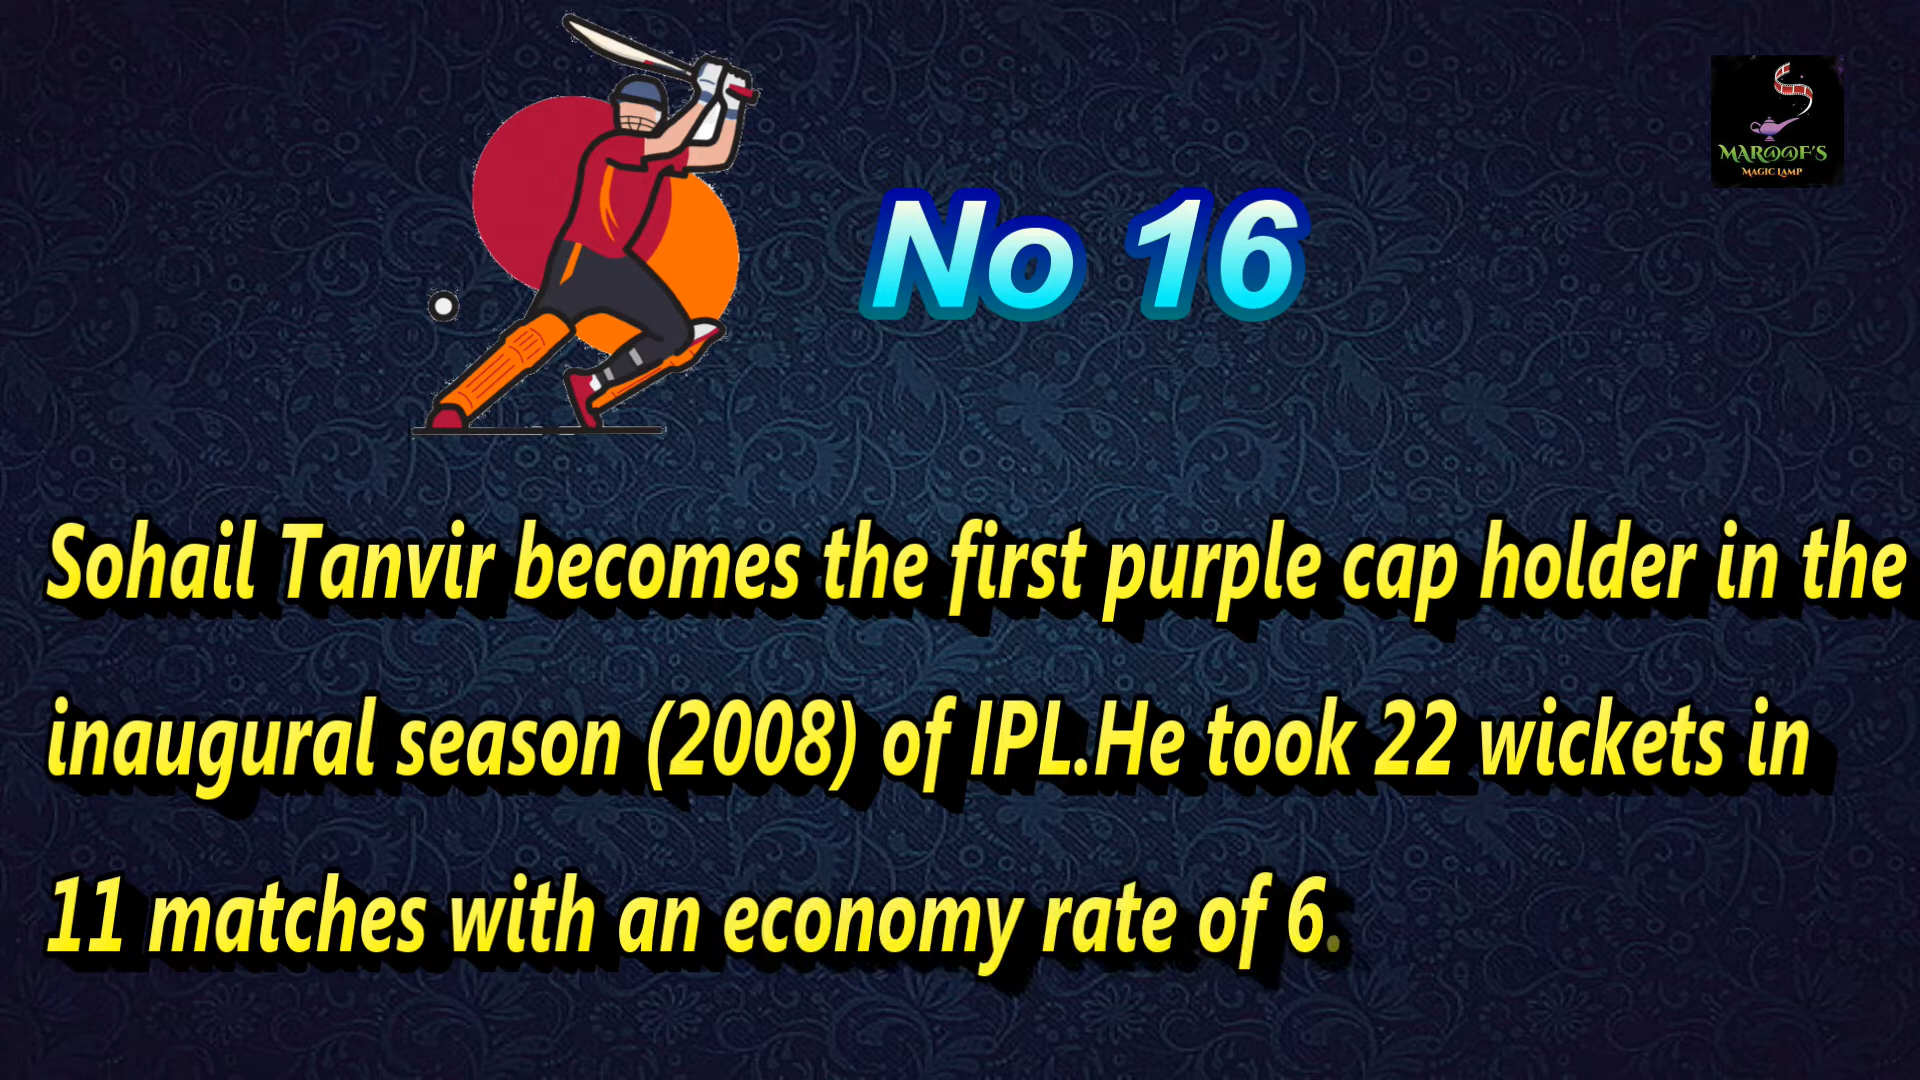 MAR@@F'S
MAGIC LAMP
No 16
Sohail Tanvir becomes the first purple cap holder in the
inaugural season (2008) of IPL.He took 22 wickets in
11 matches with an economy rate of 6.